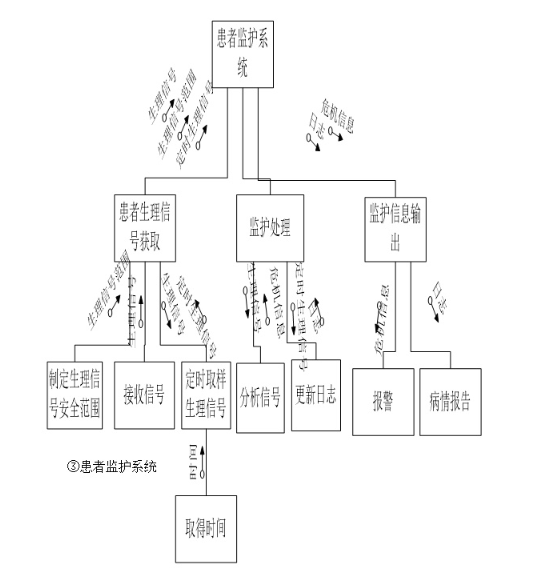 患者监护系
统
生理信号
生理信号范围
定时生理信号
危机信息
日志
患者生理信
号获取
监护处理
监护信息输
出
生理信号范围
生理信号
生理信号
定时生理信号
生理信号
危机信息
定时生理信号
日志
危机信息
日志
制定生理信
号安全范围
接收信号
定时取样
生理信号
分析信号
更新日志
报警
病情报告
时间
③患者监护系统
取得时间